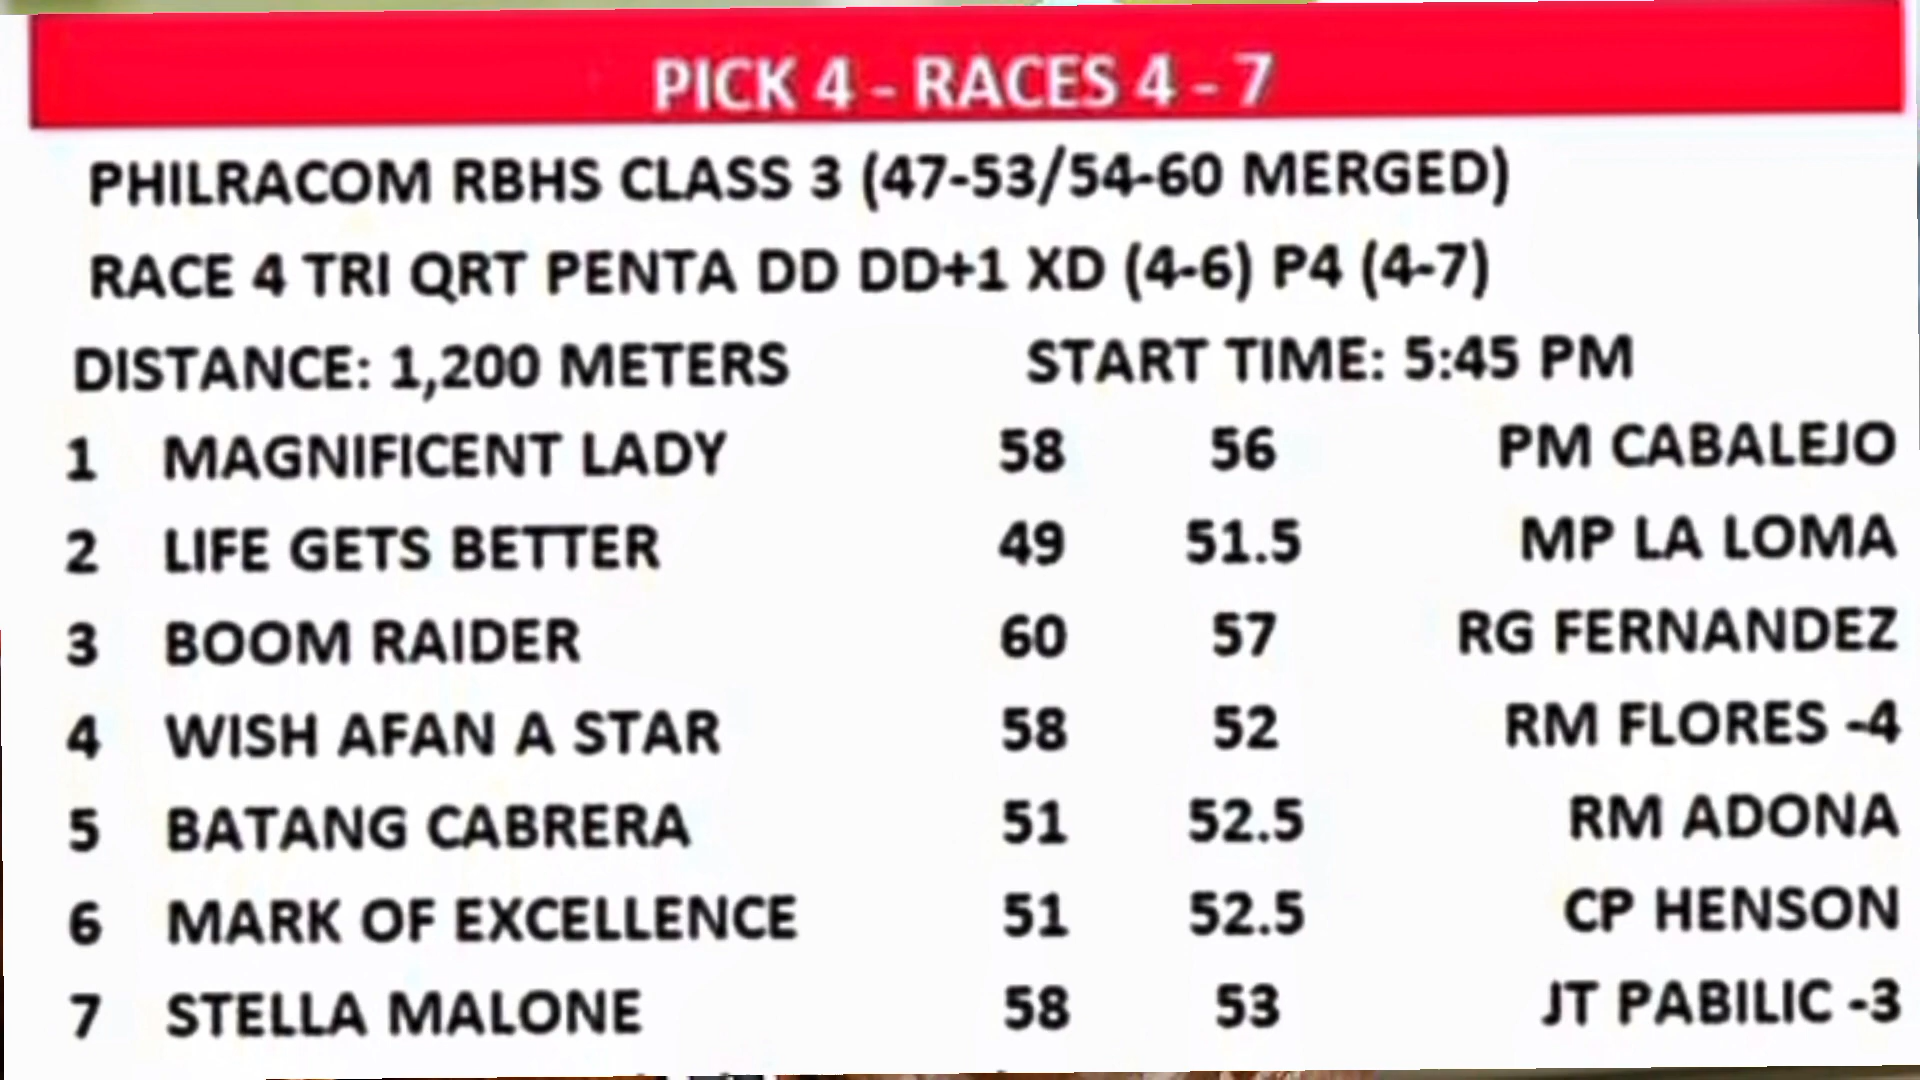 PICK 4 - RACES 4 - 7
PHILRACOM RBHS CLASS 3 (47-53/54-60 MERGED)
RACE 4 TRI QRT PENTA DD DD+1 XD (4-6) P4 (4-7)
DISTANCE: 1,200 METERS START TIME: 5:45 PM
1 MAGNIFICENT LADY 58 56 PM CABALEJO
2 LIFE GETS BETTER 49 51.5 MP LA LOMA
3 BOOM RAIDER 60 57 RG FERNANDEZ
4 WISH AFAN A STAR 58 52 RM FLORES -4
5 BATANG CABRERA 51 52.5 RM ADONA
6 MARK OF EXCELLENCE 51 52.5 CP HENSON
7 STELLA MALONE 58 53 JT PABILIC -3